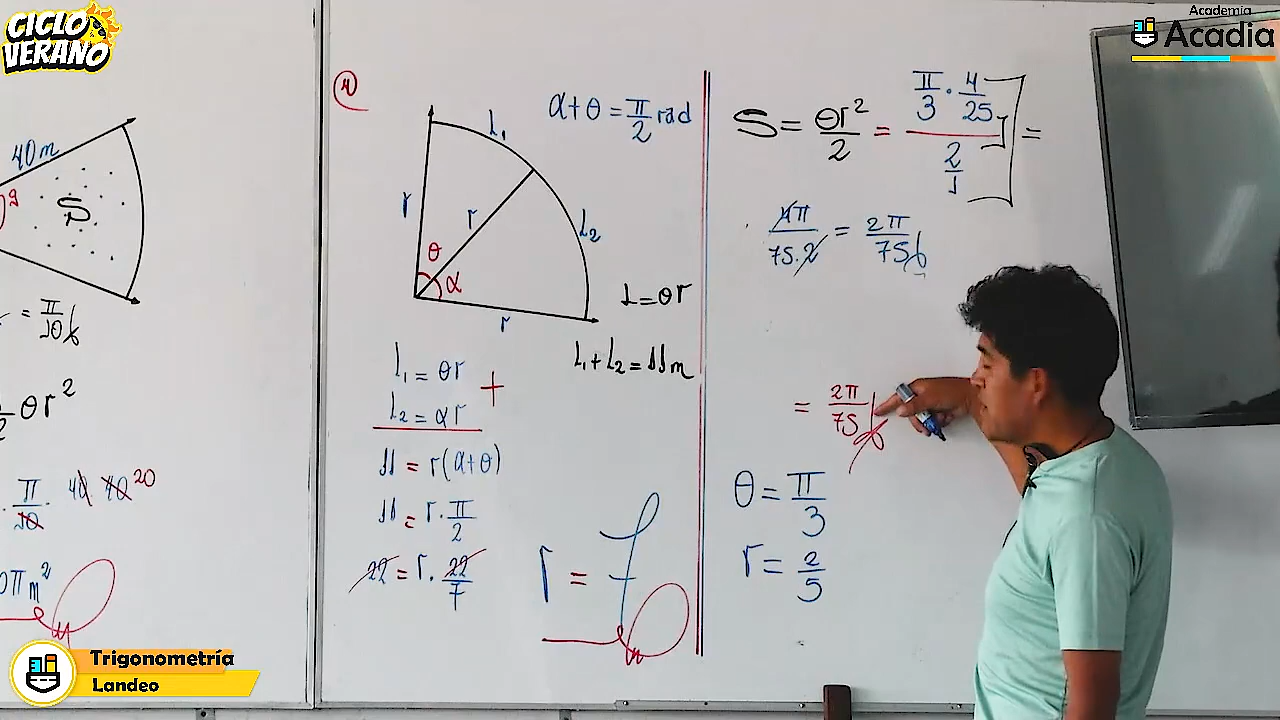 CICLO
VERANO
Academia
Acadia
40 m
S
= π/10
θr²
π/10 · 40 40 20
π m²
4
α+θ = π/2 rad
L₁
r
r
L₂
θ
α
r
L = θr
L₁ + L₂ = 11 m
L₁ = θr
+
L₂ = αr
11 = r(α+θ)
11 = r · π/2
22 = r · 22/7
r = 7
S = θr²/2 = π/3 · 4/25 / 2/1 =
4π/75·2 = 2π/75
= 2π/75
θ = π/3
r = 2/5
Trigonometría
Landeo